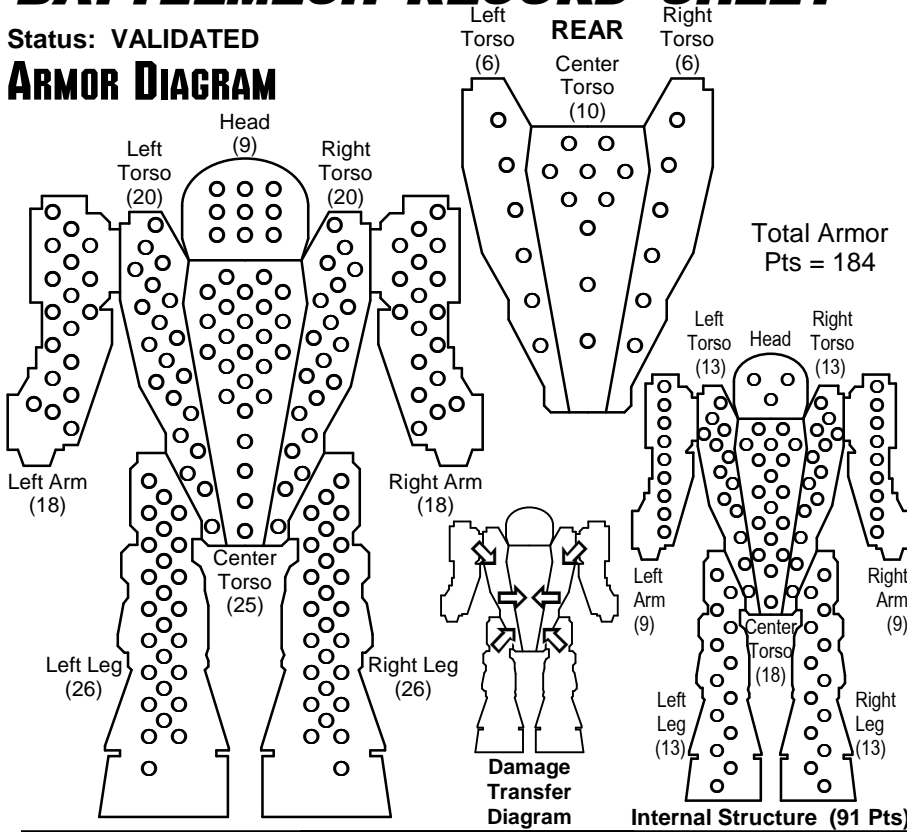 BATTLEMECH RECORD SHEET
Status: VALIDATED
ARMOR DIAGRAM
Head
(9)
Left
Torso
(20)
Right
Torso
(20)
Left Arm
(18)
Right Arm
(18)
Center
Torso
(25)
Left Leg
(26)
Right Leg
(26)
REAR
Left
Torso
(6)
Center
Torso
(10)
Right
Torso
(6)
Total Armor
Pts = 184
Left
Torso
(13)
Head
Right
Torso
(13)
Left
Arm
(9)
Right
Arm
(9)
Center
Torso
(18)
Left
Leg
(13)
Right
Leg
(13)
Damage
Transfer
Diagram
Internal Structure (91 Pts)